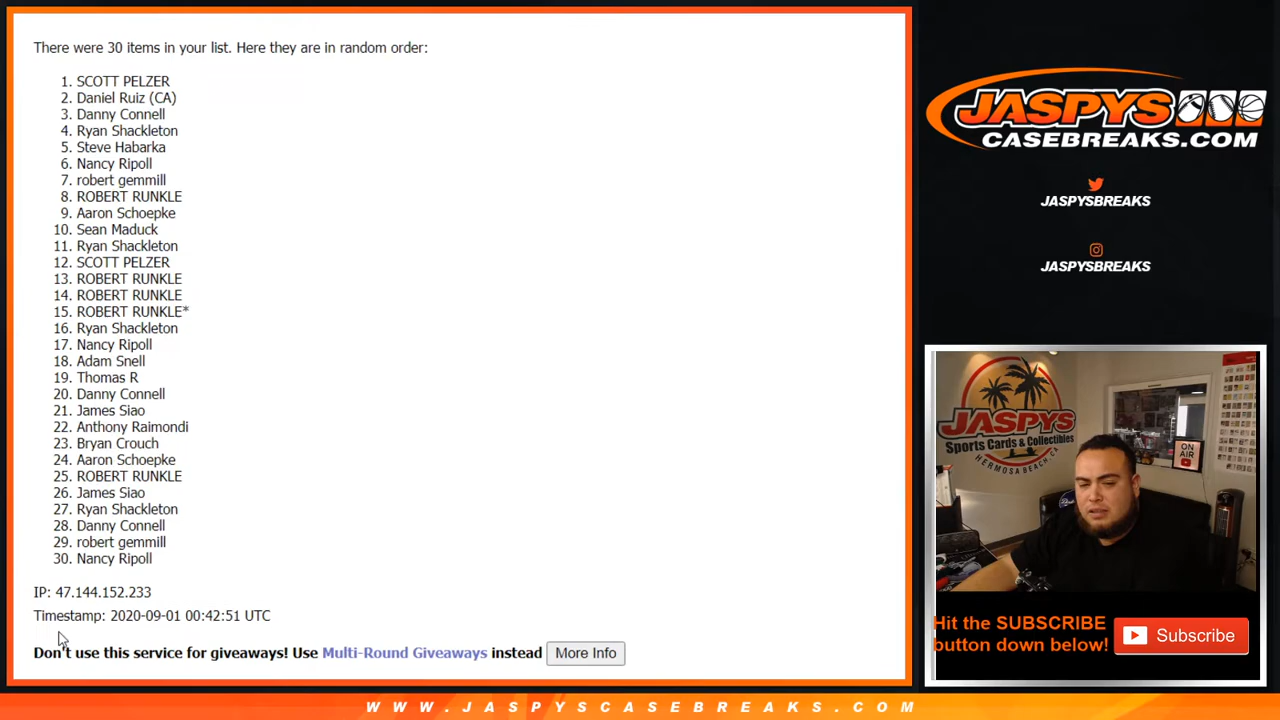 There were 30 items in your list. Here they are in random order:
1. SCOTT PELZER
2. Daniel Ruiz (CA)
3. Danny Connell
4. Ryan Shackleton
5. Steve Habarka
6. Nancy Ripoll
7. robert gemmill
8. ROBERT RUNKLE
9. Aaron Schoepke
10. Sean Maduck
11. Ryan Shackleton
12. SCOTT PELZER
13. ROBERT RUNKLE
14. ROBERT RUNKLE
15. ROBERT RUNKLE*
16. Ryan Shackleton
17. Nancy Ripoll
18. Adam Snell
19. Thomas R
20. Danny Connell
21. James Siao
22. Anthony Raimondi
23. Bryan Crouch
24. Aaron Schoepke
25. ROBERT RUNKLE
26. James Siao
27. Ryan Shackleton
28. Danny Connell
29. robert gemmill
30. Nancy Ripoll
IP: 47.144.152.233
Timestamp: 2020-09-01 00:42:51 UTC
Don't use this service for giveaways! Use Multi-Round Giveaways instead More Info
JASPYS
CASEBREAKS.COM
JASPYSBREAKS
JASPYSBREAKS
JASPYS
Sports Cards & Collectibles
HERMOSA BEACH, CA
ON
AIR
Hit the SUBSCRIBE
button down below!
Subscribe
WWW.JASPYSCASEBREAKS.COM